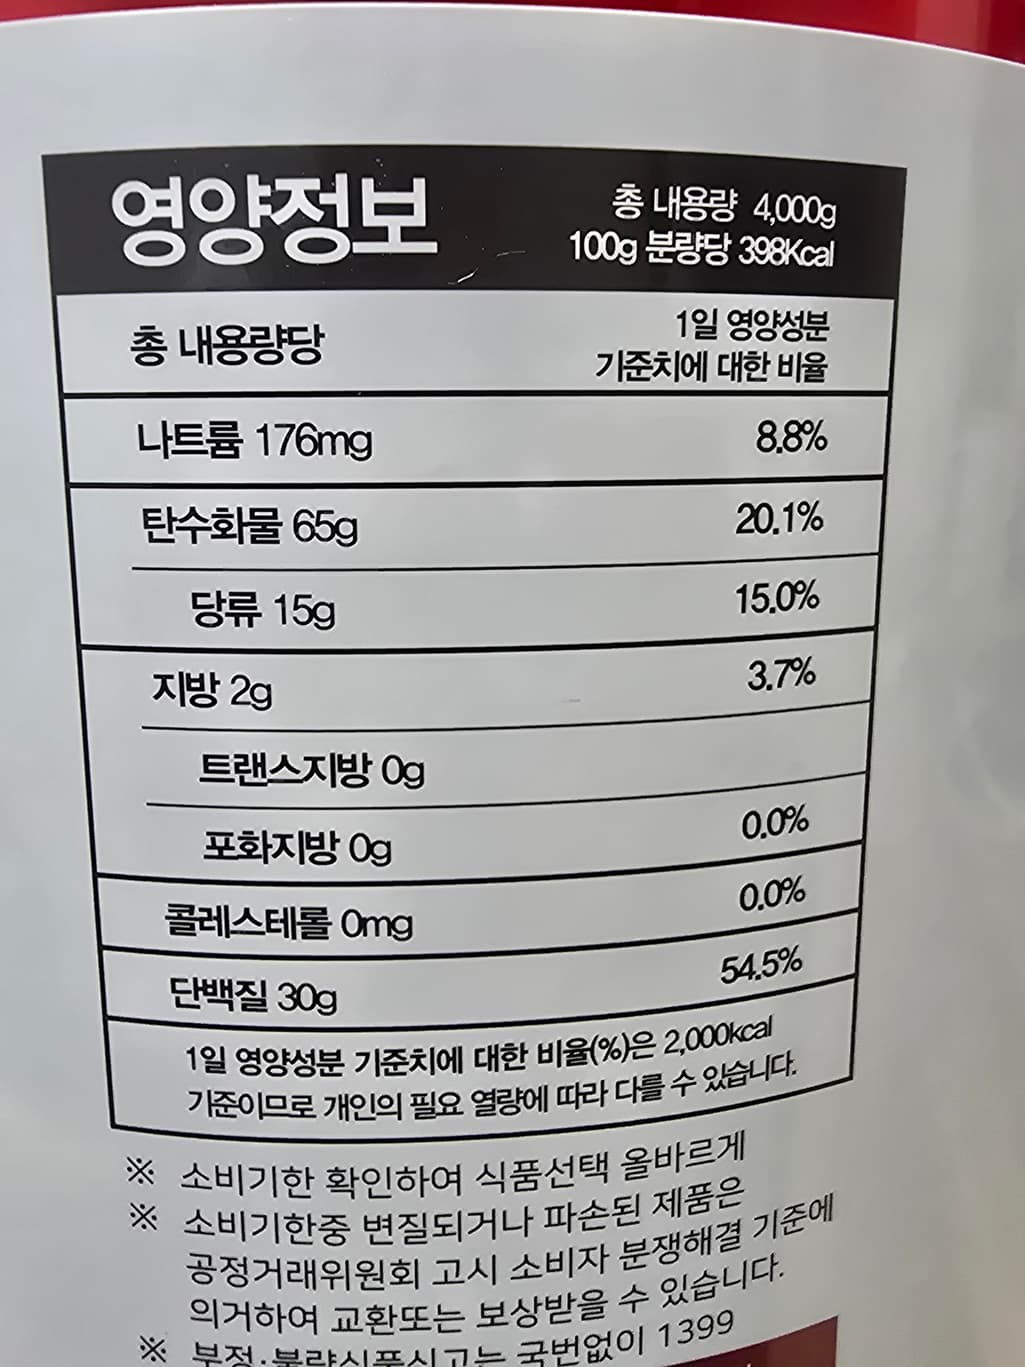 영양정보
총 내용량 4,000g
100g 분량당 398Kcal
총 내용량당
1일 영양성분
기준치에 대한 비율
나트륨 176mg 8.8%
탄수화물 65g 20.1%
당류 15g 15.0%
지방 2g 3.7%
트랜스지방 0g
포화지방 0g 0.0%
콜레스테롤 0mg 0.0%
단백질 30g 54.5%
1일 영양성분 기준치에 대한 비율(%)은 2,000kcal
기준이므로 개인의 필요 열량에 따라 다를 수 있습니다.
※ 소비기한 확인하여 식품선택 올바르게
※ 소비기한중 변질되거나 파손된 제품은
공정거래위원회 고시 소비자 분쟁해결 기준에
의거하여 교환또는 보상받을 수 있습니다.
※ 부정·불량식품신고는 국번없이 1399